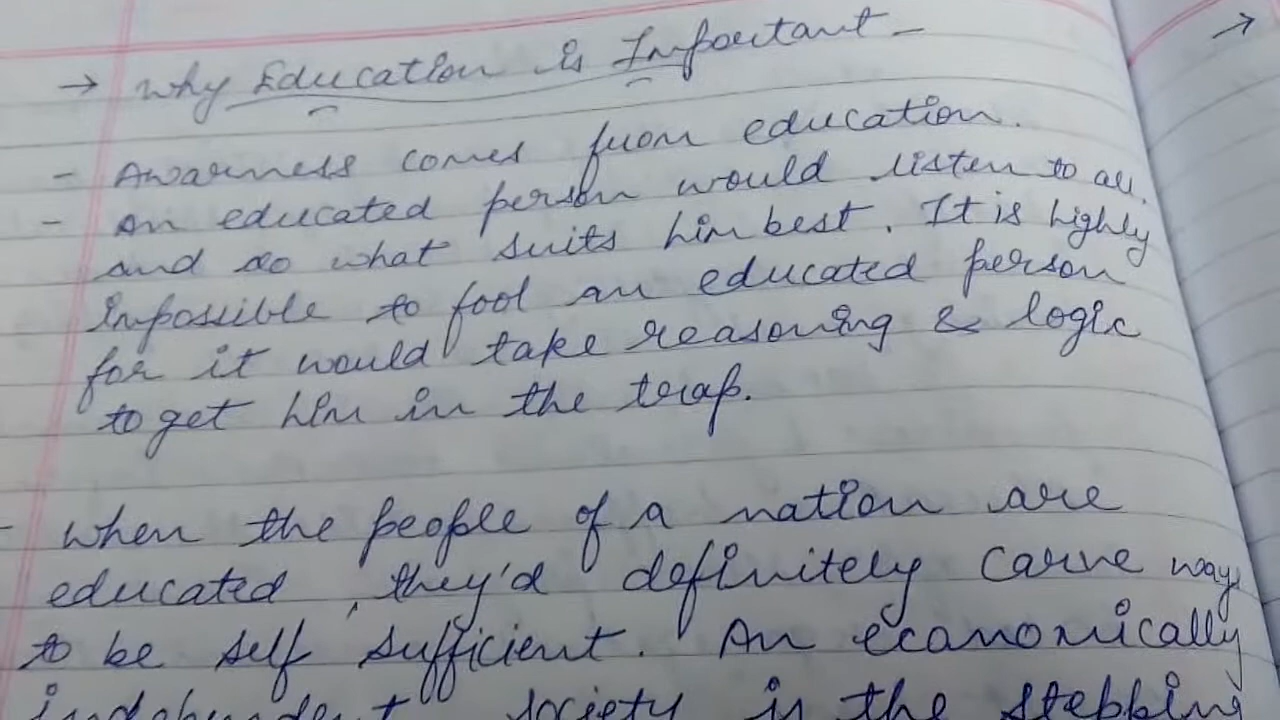 → Why Education is Important -
- Awarness comes from education.
- An educated person would listen to all
and do what suits him best. It is highly
impossible to fool an educated person
for it would take reasoning & logic
to get him in the trap.
- When the people of a nation are
educated, they'd definitely carve ways
to be self sufficient. An economically
independent society is the stepping
→